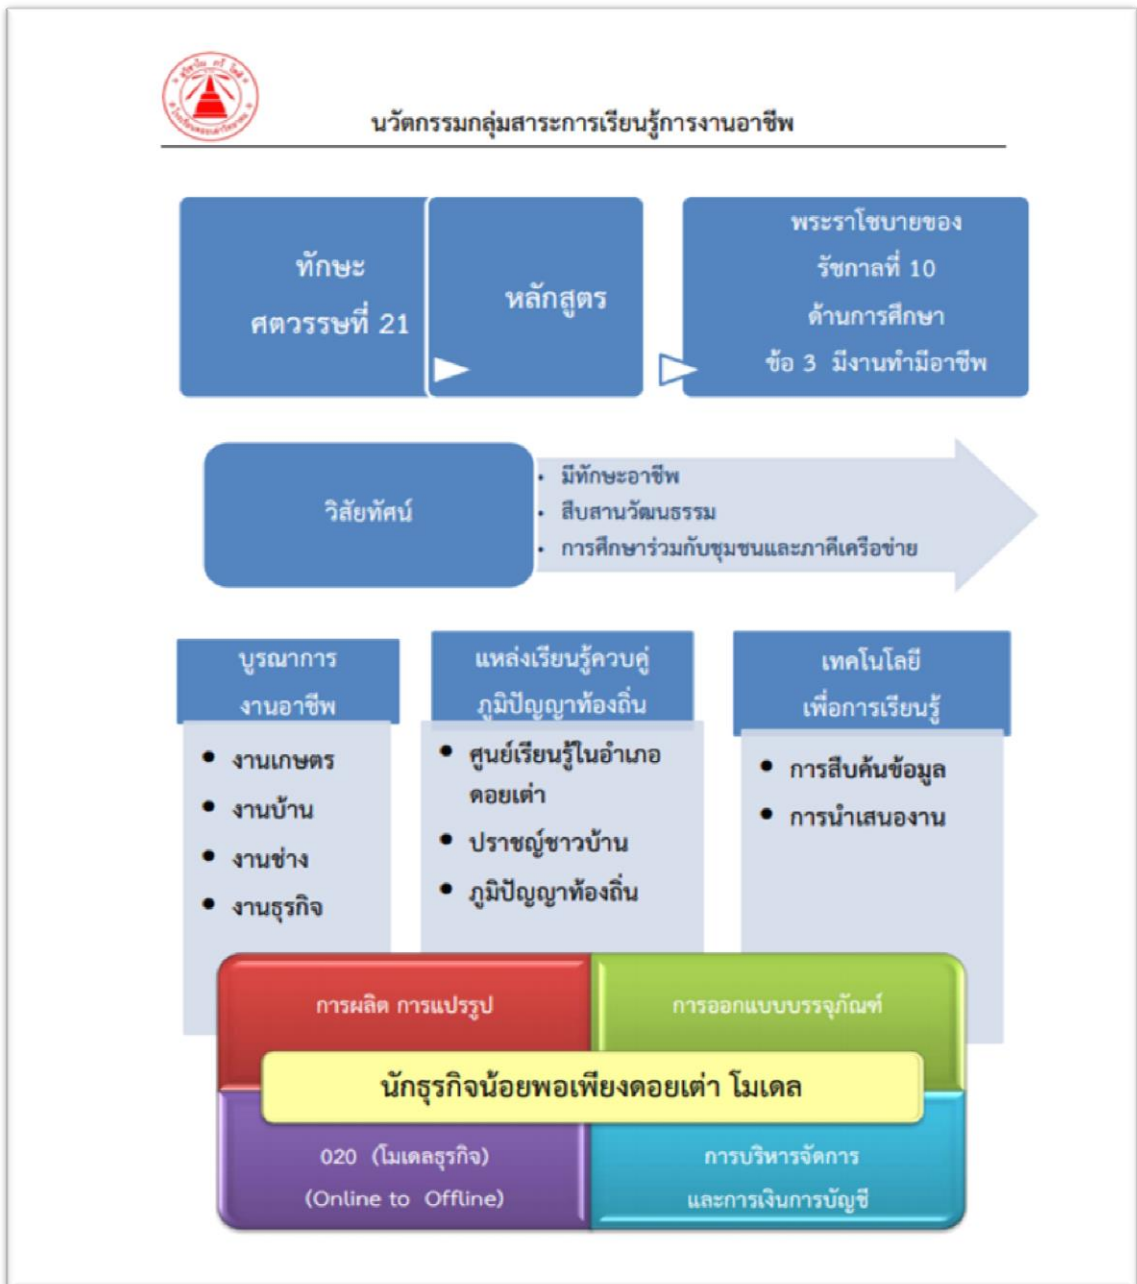 นวัตกรรมกลุ่มสาระการเรียนรู้การงานอาชีพ
ทักษะ
ศตวรรษที่ 21
หลักสูตร
พระราโชบายของ
รัชกาลที่ 10
ด้านการศึกษา
ข้อ 3 มีงานทำมีอาชีพ
วิสัยทัศน์
• มีทักษะอาชีพ
• สืบสานวัฒนธรรม
• การศึกษาร่วมกับชุมชนและภาคีเครือข่าย
บูรณาการ
งานอาชีพ
• งานเกษตร
• งานบ้าน
• งานช่าง
• งานธุรกิจ
แหล่งเรียนรู้ควบคู่
ภูมิปัญญาท้องถิ่น
• ศูนย์เรียนรู้ในอำเภอ
ดอยเต่า
• ปราชญ์ชาวบ้าน
• ภูมิปัญญาท้องถิ่น
เทคโนโลยี
เพื่อการเรียนรู้
• การสืบค้นข้อมูล
• การนำเสนองาน
การผลิต การแปรรูป
การออกแบบบรรจุภัณฑ์
นักธุรกิจน้อยพอเพียงดอยเต่า โมเดล
020 (โมเดลธุรกิจ)
(Online to Offline)
การบริหารจัดการ
และการเงินการบัญชี